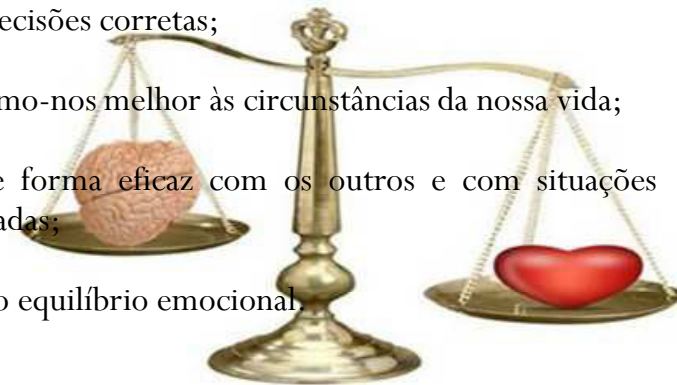 ecisões corretas;
mo-nos melhor às circunstâncias da nossa vida;
e forma eficaz com os outros e com situações
adas;
o equilíbrio emocional.